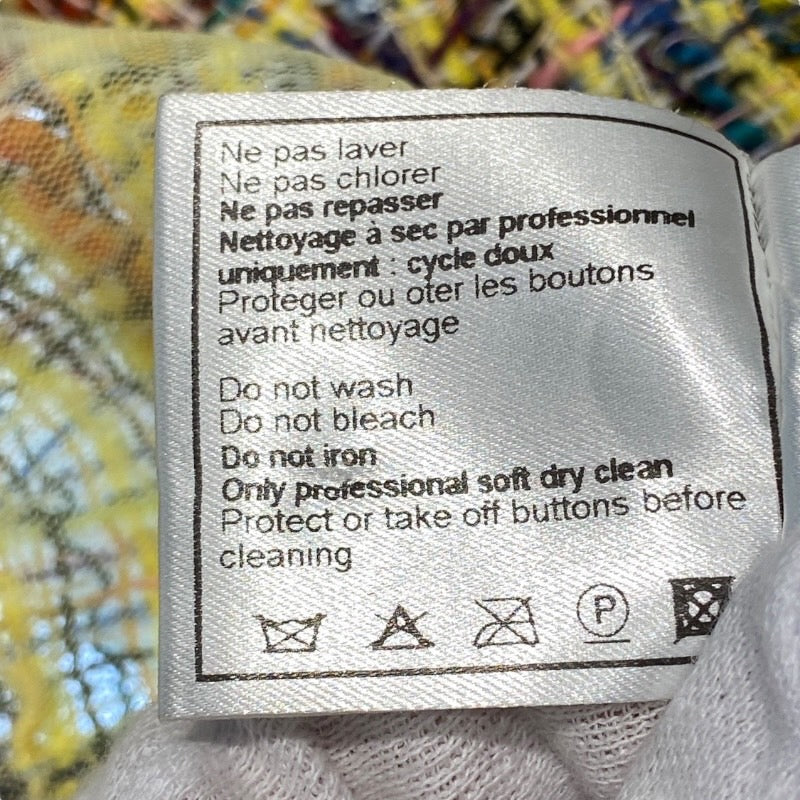 Ne pas laver
Ne pas chlorer
Ne pas repasser
Nettoyage à sec par professionnel
uniquement : cycle doux
Protéger ou ôter les boutons
avant nettoyage
Do not wash
Do not bleach
Do not iron
Only professional soft dry clean
Protect or take off buttons before
cleaning
P